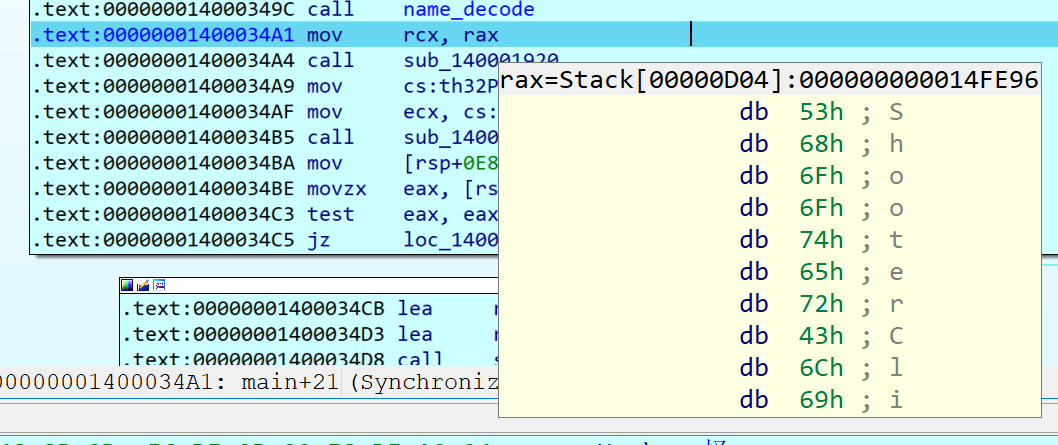 .text:000000014000349C call name_decode
.text:00000001400034A1 mov rcx, rax
.text:00000001400034A4 call sub_140001920
.text:00000001400034A9 mov cs:th32P
.text:00000001400034AF mov ecx, cs:
.text:00000001400034B5 call sub_1400
.text:00000001400034BA mov [rsp+0E8
.text:00000001400034BE movzx eax, [rs
.text:00000001400034C3 test eax, eax
.text:00000001400034C5 jz loc_1400
rax=Stack[00000D04]:000000000014FE96
db 53h ; S
db 68h ; h
db 6Fh ; o
db 6Fh ; o
db 74h ; t
db 65h ; e
db 72h ; r
db 43h ; C
db 6Ch ; l
db 69h ; i
.text:00000001400034CB lea
.text:00000001400034D3 lea
.text:00000001400034D8 call
00000001400034A1: main+21 (Synchroniz